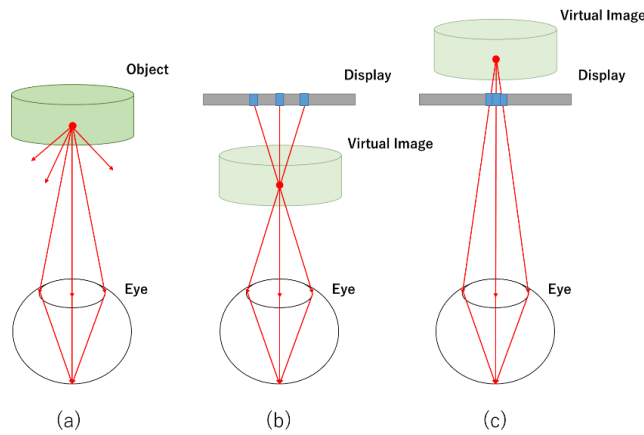 Object
Eye
(a)
Display
Virtual Image
Eye
(b)
Virtual Image
Display
Eye
(c)